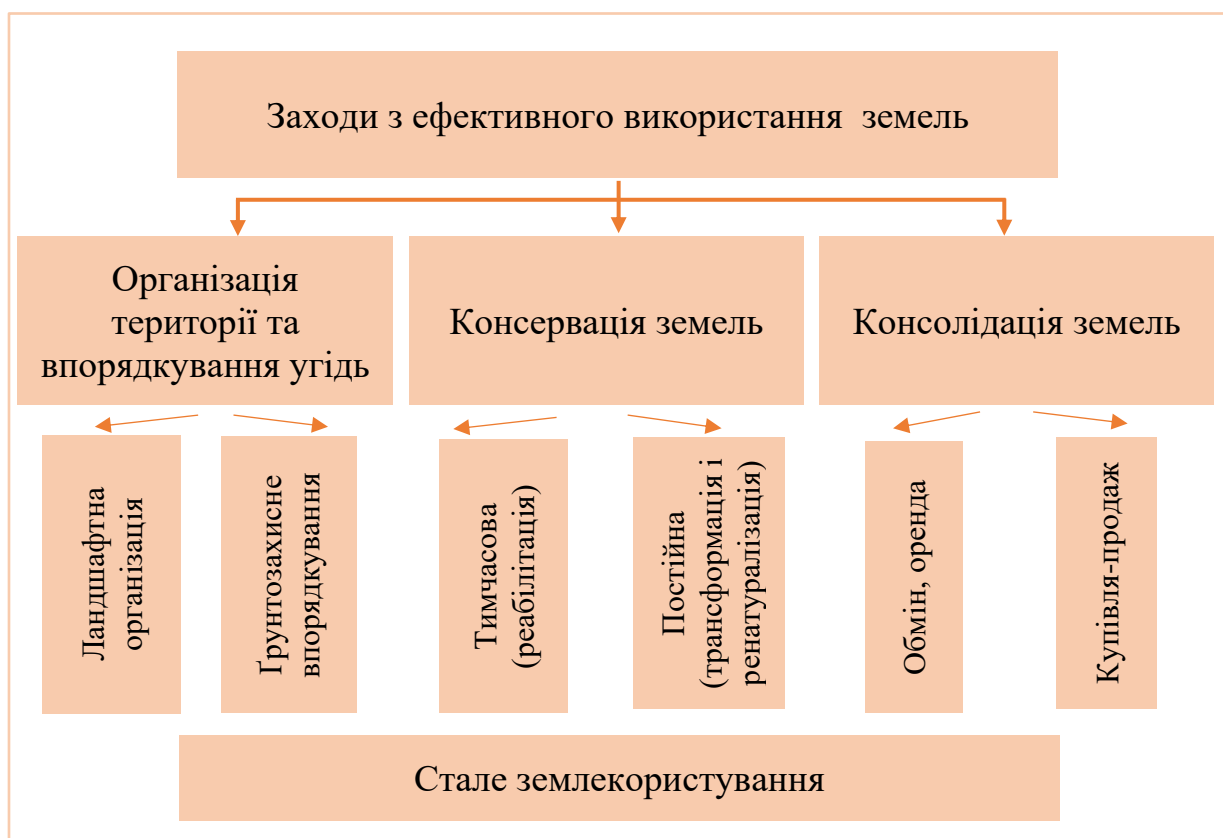 Заходи з ефективного використання земель
Організація
території та
впорядкування угідь
Консервація земель
Консолідація земель
Ландшафтна
організація
Ґрунтозахисне
впорядкування
Тимчасова
(реабілітація)
Постійна
(трансформація і
ренатуралізація)
Обмін, оренда
Купівля-продаж
Стале землекористування